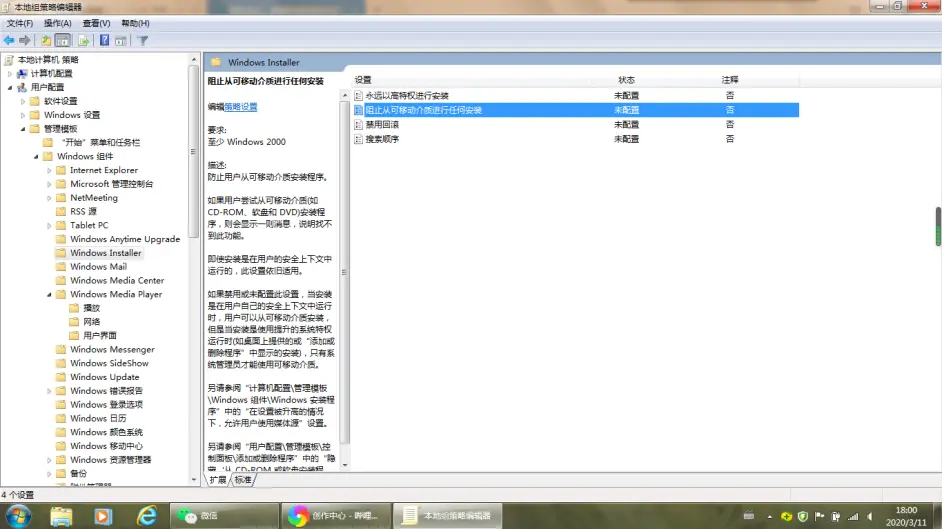 本地组策略编辑器
文件(F) 操作(A) 查看(V) 帮助(H)
本地计算机 策略
计算机配置
用户配置
软件设置
Windows 设置
管理模板
“开始”菜单和任务栏
Windows 组件
Internet Explorer
Microsoft 管理控制台
NetMeeting
RSS 源
Tablet PC
Windows Anytime Upgrade
Windows Installer
Windows Mail
Windows Media Center
Windows Media Player
播放
网络
用户界面
Windows Messenger
Windows SideShow
Windows Update
Windows 错误报告
Windows 登录选项
Windows 日历
Windows 颜色系统
Windows 移动中心
Windows 资源管理器
备份
Windows Installer
阻止从可移动介质进行任何安装
编辑策略设置
要求:
至少 Windows 2000
描述:
防止用户从可移动介质安装程序。
如果用户尝试从可移动介质(如
CD-ROM、软盘和 DVD)安装程
序，则会显示一则消息，说明找不
到此功能。
即使安装是在用户的安全上下文中
运行的，此设置依旧适用。
如果禁用或未配置此设置，当安装
是在用户自己的安全上下文中运行
时，用户可以从可移动介质安装，
但是当安装是使用提升的系统特权
运行时(如桌面上提供的或“添加或
删除程序”中显示的安装)，只有系
统管理员才能使用可移动介质。
另请参阅“计算机配置\管理模板
\Windows 组件\Windows 安装程
序”中的“在设置被升高的情况
下，允许用户使用媒体源”设置。
另请参阅“用户配置\管理模板\控
制面板\添加或删除程序”中的“隐
藏‘从 CD-ROM 或软盘安装程
设置 状态 注释
永远以高特权进行安装 未配置 否
阻止从可移动介质进行任何安装 未配置 否
禁用回滚 未配置 否
搜索顺序 未配置 否
扩展 标准
4 个设置
微信
创作中心 - 哔哩...
本地组策略编辑器
18:00
2020/3/11